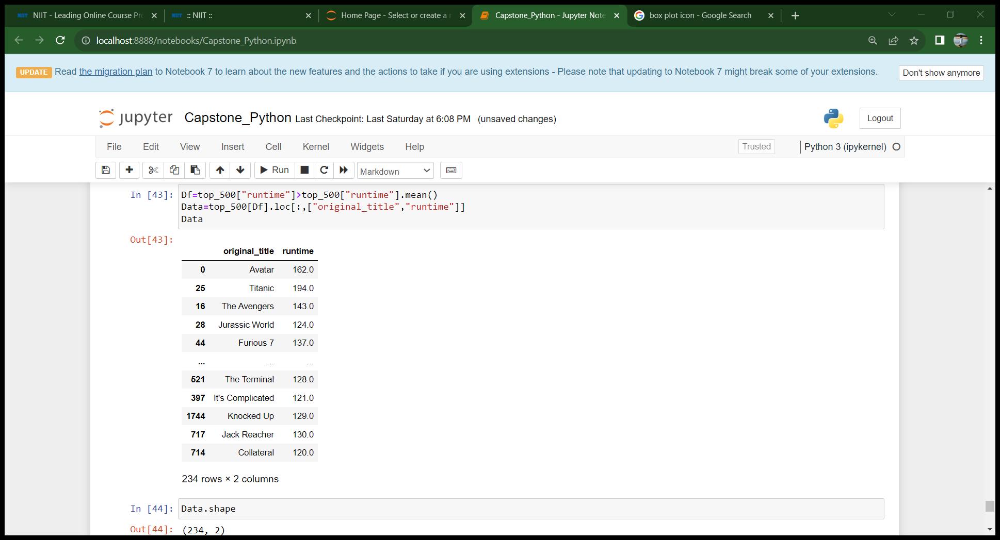 NIIT NIIT - Leading Online Course Pro
NIIT :: NIIT ::
Home Page - Select or create a n
Capstone_Python - Jupyter Note
box plot icon - Google Search
localhost:8888/notebooks/Capstone_Python.ipynb
UPDATE Read the migration plan to Notebook 7 to learn about the new features and the actions to take if you are using extensions - Please note that updating to Notebook 7 might break some of your extensions.
Don't show anymore
jupyter Capstone_Python Last Checkpoint: Last Saturday at 6:08 PM (unsaved changes)
Logout
File Edit View Insert Cell Kernel Widgets Help
Trusted
Python 3 (ipykernel)
Run
Markdown
In [43]: Df=top_500["runtime"]>top_500["runtime"].mean()
Data=top_500[Df].loc[:,["original_title","runtime"]]
Data
Out[43]:
original_title runtime
0 Avatar 162.0
25 Titanic 194.0
16 The Avengers 143.0
28 Jurassic World 124.0
44 Furious 7 137.0
... ... ...
521 The Terminal 128.0
397 It's Complicated 121.0
1744 Knocked Up 129.0
717 Jack Reacher 130.0
714 Collateral 120.0
234 rows × 2 columns
In [44]: Data.shape
Out[44]: (234, 2)